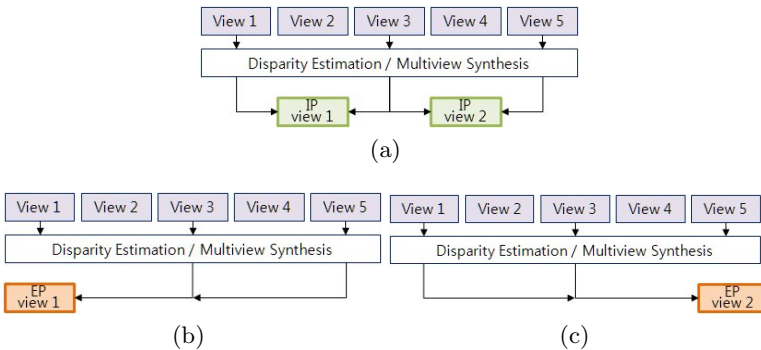 View 1 View 2 View 3 View 4 View 5
Disparity Estimation / Multiview Synthesis
IP view 1
IP view 2
(a)
View 1 View 2 View 3 View 4 View 5
Disparity Estimation / Multiview Synthesis
EP view 1
(b)
View 1 View 2 View 3 View 4 View 5
Disparity Estimation / Multiview Synthesis
EP view 2
(c)